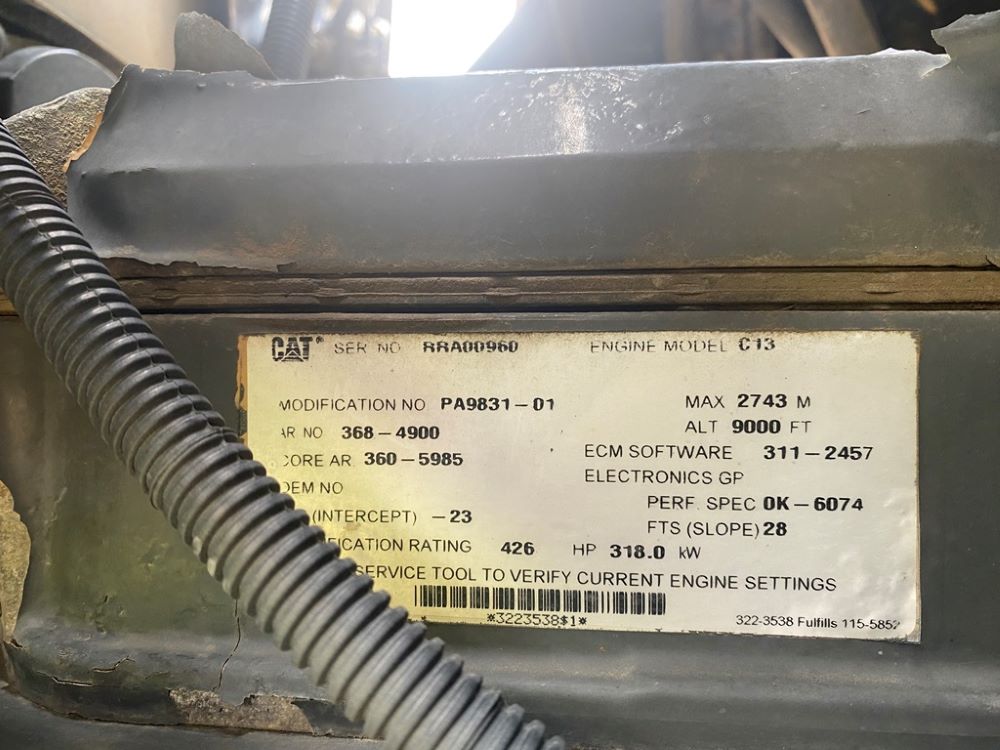 CAT® SER NO RRA00960 ENGINE MODEL C13
MODIFICATION NO PA9831-01 MAX 2743 M
AR NO 368-4900 ALT 9000 FT
CORE AR 360-5985 ECM SOFTWARE 311-2457
OEM NO ELECTRONICS GP
PERF. SPEC 0K-6074
(INTERCEPT) -23 FTS (SLOPE) 28
RATING 426 HP 318.0 kW
SERVICE TOOL TO VERIFY CURRENT ENGINE SETTINGS
*3223538$1*
322-3538 Fulfills 115-5852